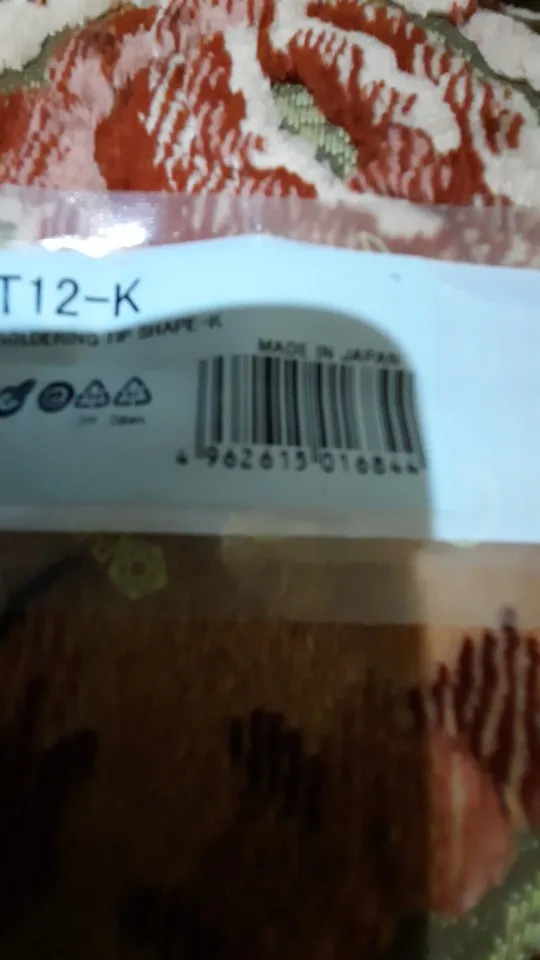 T12-K
SOLDERING TIP SHAPE-K
MADE IN JAPAN
4 962615 016844